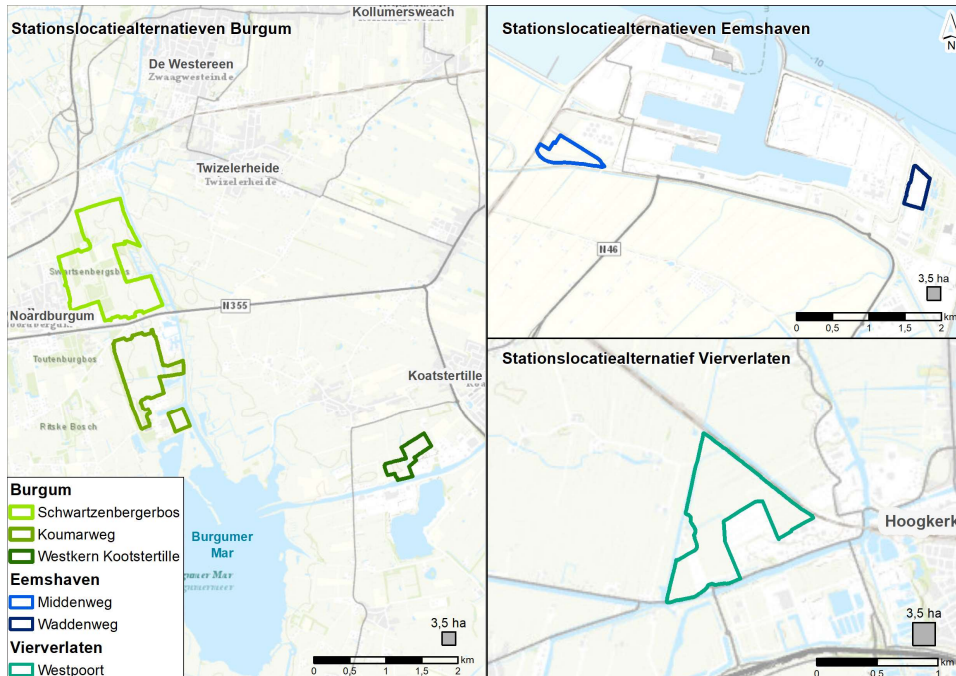 Stationslocatiealternatieven Burgum
Kollumersweach
De Westereen
Zwaagwesteinde
Twizelerheide
Twizelerheide
Swartsenbergsbos
N355
Noardburgum
Toutenburgbos
Koatstertille
Ritske Bosch
Burgumer
Mar
Burgum
Schwartzenbergerbos
Koumarweg
Westkern Kootstertille
Eemshaven
Middenweg
Waddenweg
Vierverlaten
Westpoort
3,5 ha
km
0 0,5 1 1,5 2
Stationslocatiealternatieven Eemshaven
N
-10
N46
3,5 ha
km
0 0,5 1 1,5 2
Stationslocatiealternatief Vierverlaten
Hoogkerk
3,5 ha
km
0 0,5 1